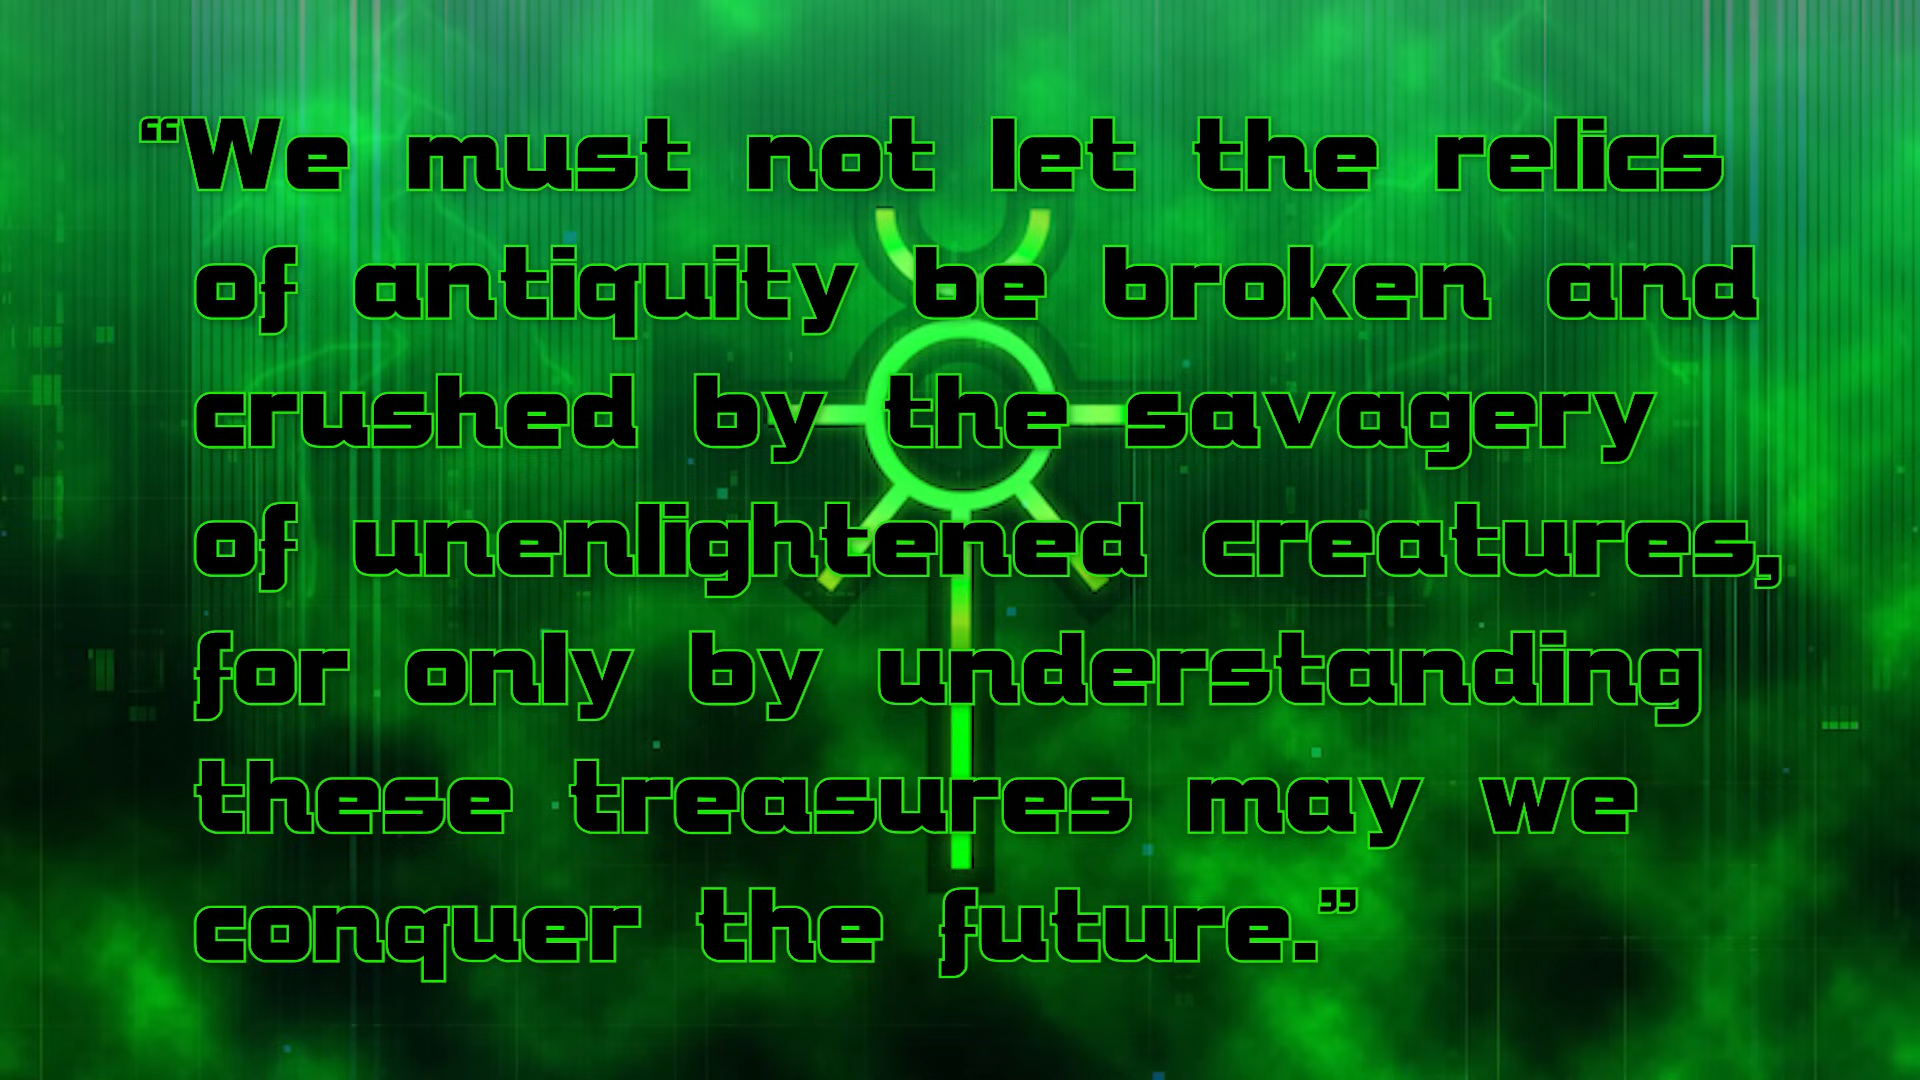 “We must not let the relics
of antiquity be broken and
crushed by the savagery
of unenlightened creatures,
for only by understanding
these treasures may we
conquer the future.”